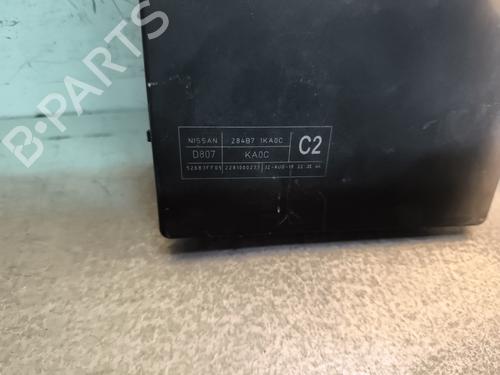 B-PARTS
NISSAN 284B7 1KA0C C2
D807 KA0C